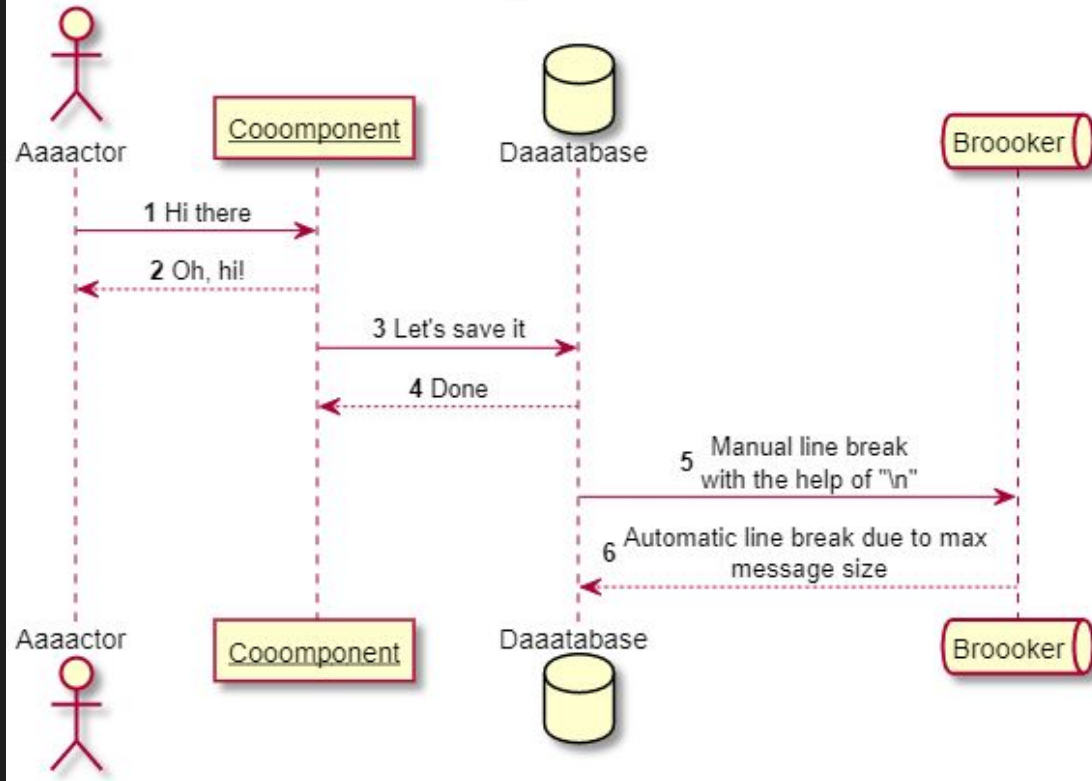 Aaaactor
Cooomponent
Daaatabase
Broooker
1 Hi there
2 Oh, hi!
3 Let's save it
4 Done
5 Manual line break
with the help of "\n"
6 Automatic line break due to max
message size
Aaaactor
Cooomponent
Daaatabase
Broooker